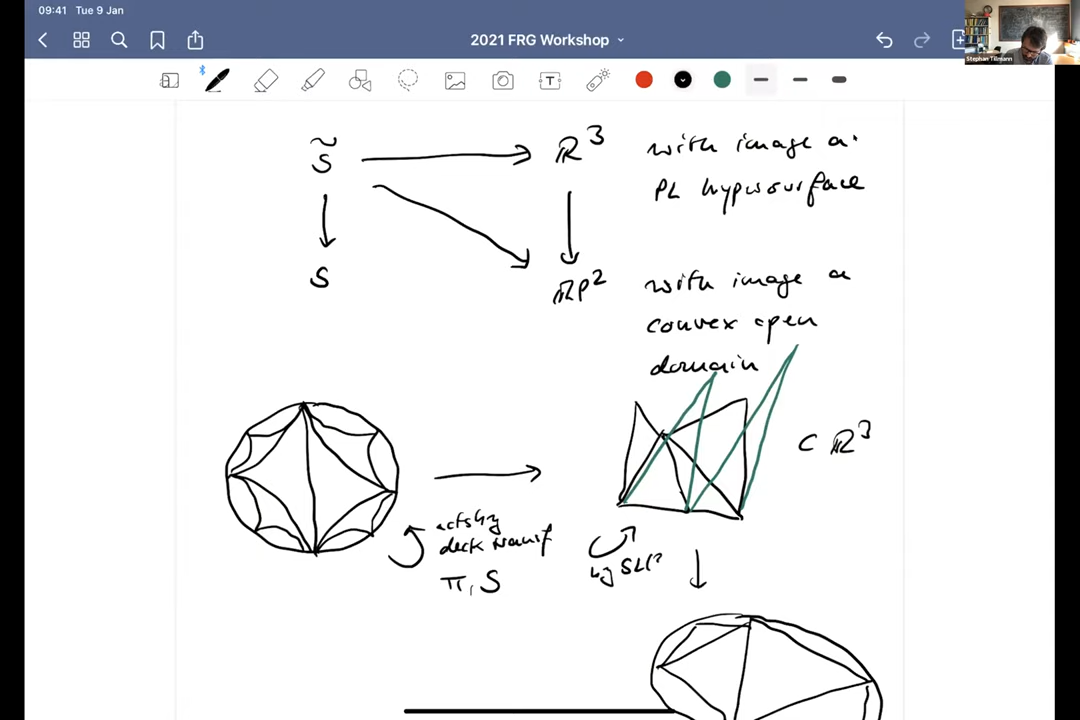 09:41 Tue 9 Jan
2021 FRG Workshop
Stephan Tillmann
S̃
ℝ³
with image a
PL hypersurface
S
ℝP²
with image a
convex open
domain
⊂ ℝ³
acts by
deck transf
π₁ S
by SL(3